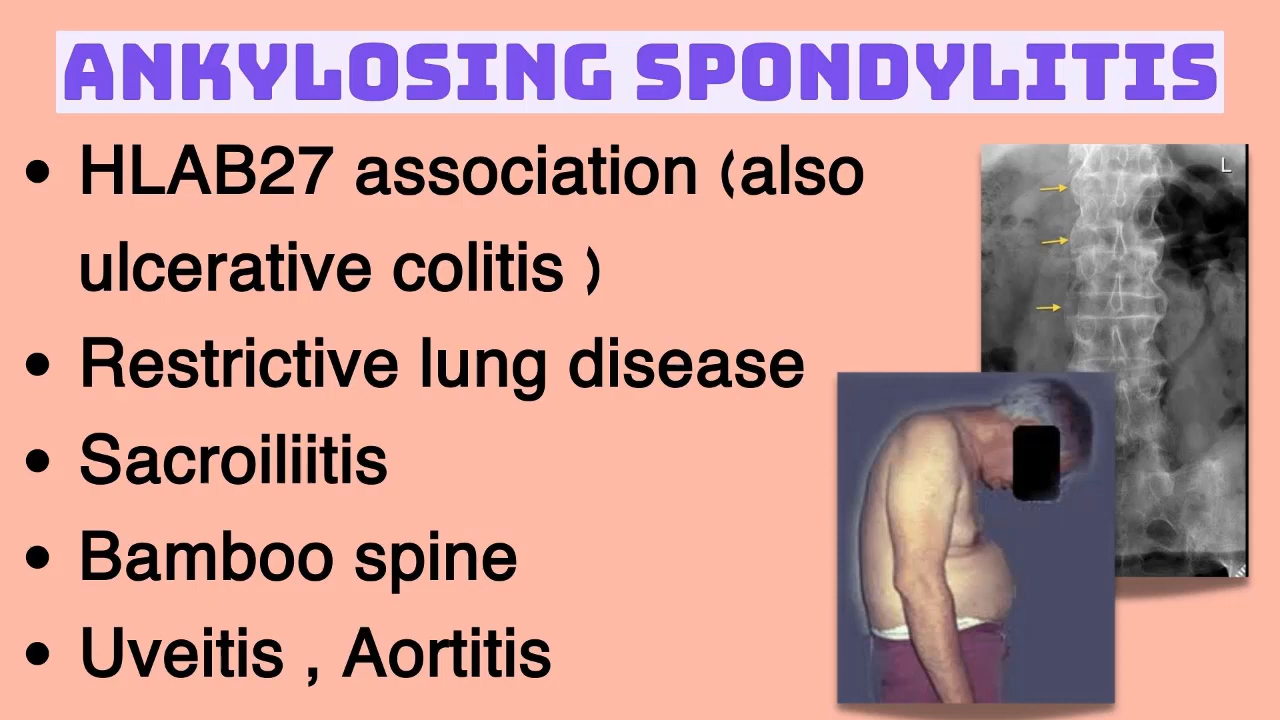 ANKYLOSING SPONDYLITIS
• HLAB27 association (also
ulcerative colitis )
• Restrictive lung disease
• Sacroiliitis
• Bamboo spine
• Uveitis , Aortitis
L